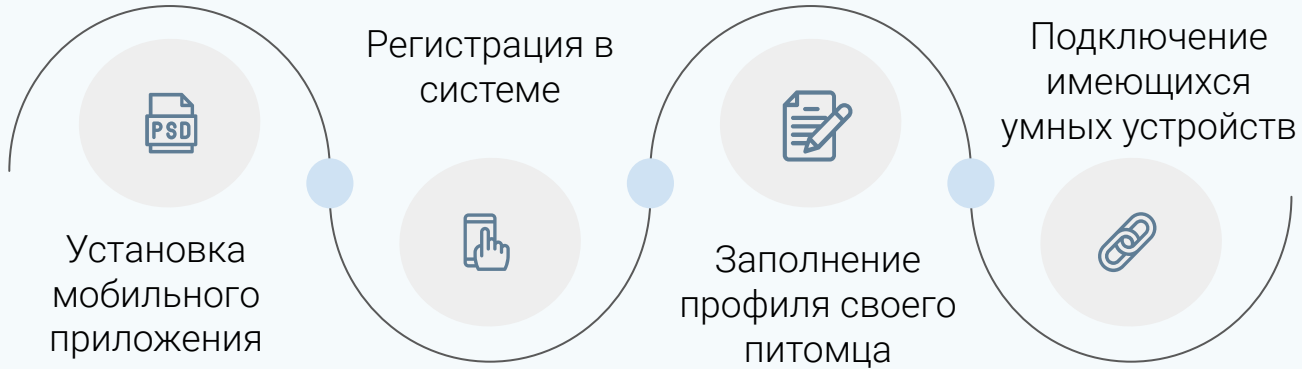 Установка
мобильного
приложения
PSD
Регистрация в
системе
Заполнение
профиля своего
питомца
Подключение
имеющихся
умных устройств